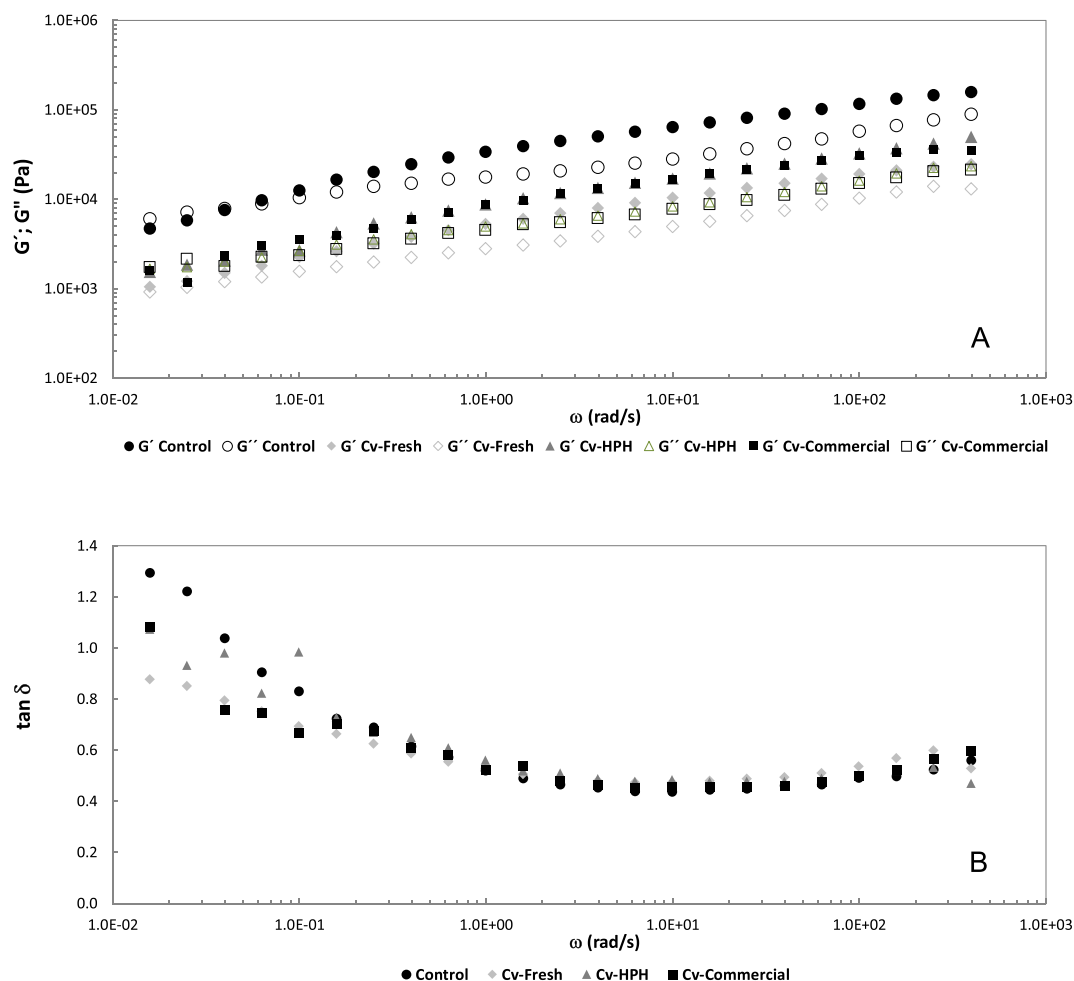 1.0E+06
1.0E+05
1.0E+04
1.0E+03
1.0E+02
G´; G" (Pa)
A
1.0E-02 1.0E-01 1.0E+00 1.0E+01 1.0E+02 1.0E+03
ω (rad/s)
G´ Control G´´ Control G´ Cv-Fresh G´´ Cv-Fresh G´ Cv-HPH G´´ Cv-HPH G´ Cv-Commercial G´´ Cv-Commercial
1.4
1.2
1.0
0.8
0.6
0.4
0.2
0.0
tan δ
B
1.0E-02 1.0E-01 1.0E+00 1.0E+01 1.0E+02 1.0E+03
ω (rad/s)
Control Cv-Fresh Cv-HPH Cv-Commercial